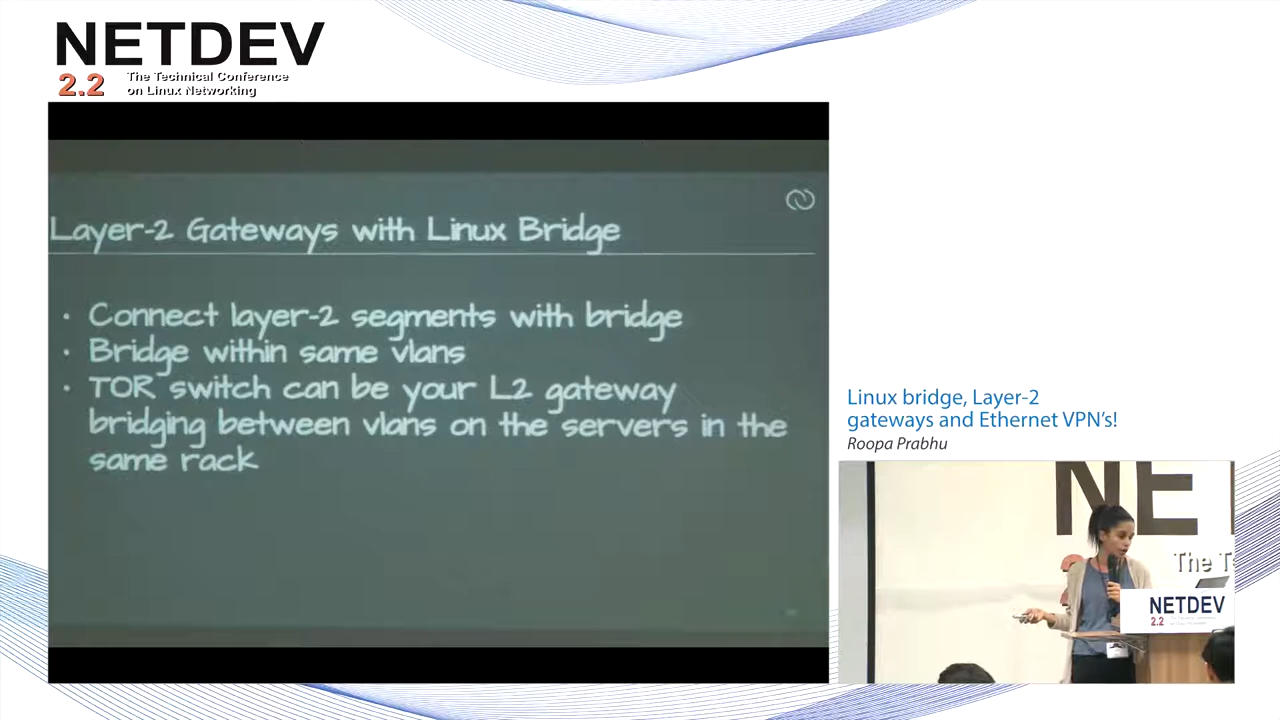 NETDEV
2.2 The Technical Conference
on Linux Networking
Layer-2 Gateways with Linux Bridge
• Connect layer-2 segments with bridge
• Bridge within same vlans
• TOR switch can be your L2 gateway
bridging between vlans on the servers in the
same rack
Linux bridge, Layer-2
gateways and Ethernet VPN's!
Roopa Prabhu
NE
The Te
NETDEV
2.2